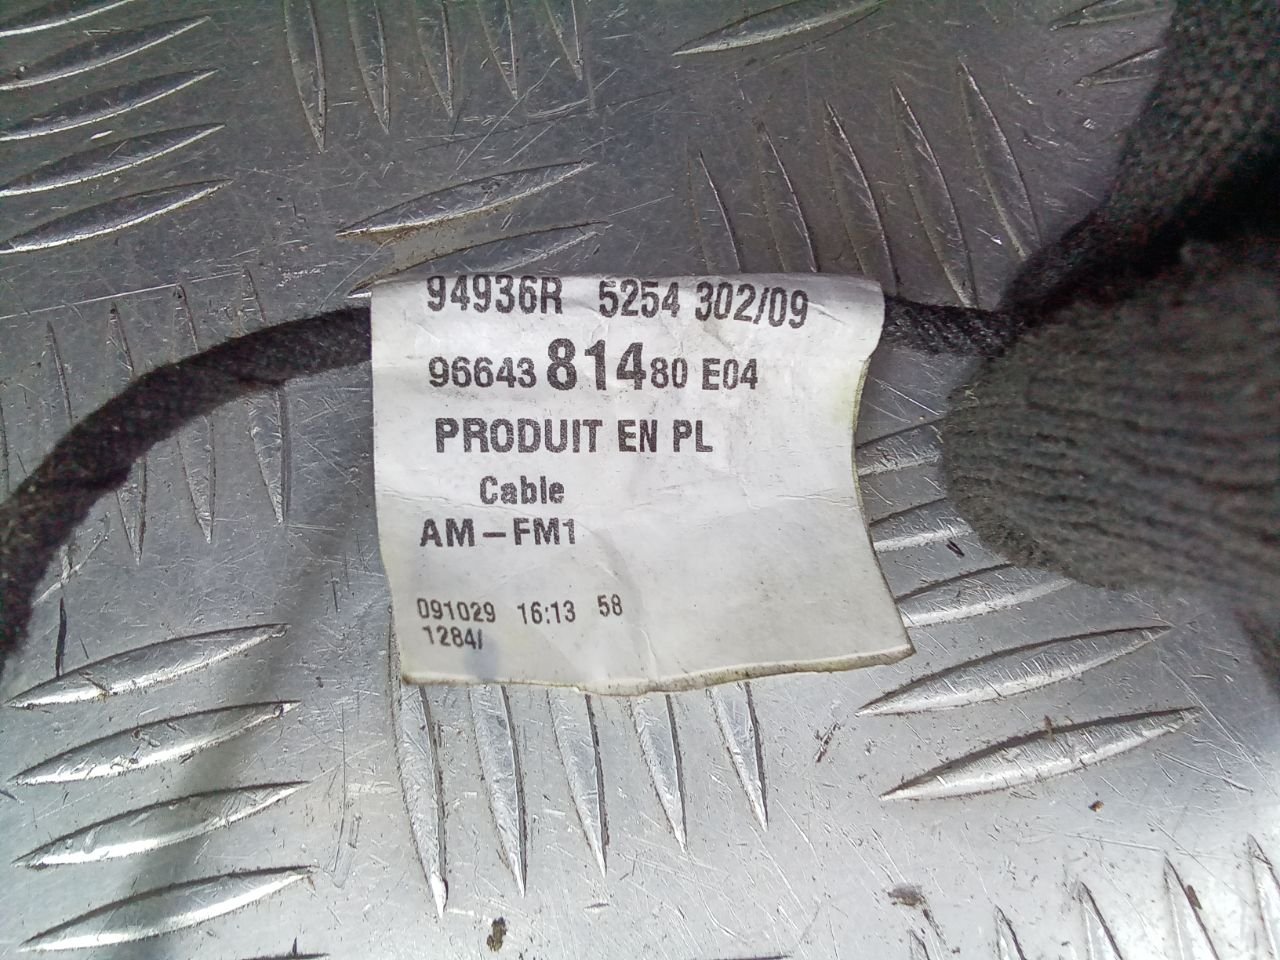 94936R 5254 302/09
96643 814 80 E04
PRODUIT EN PL
Cable
AM-FM1
091029 16:13 58
1284/